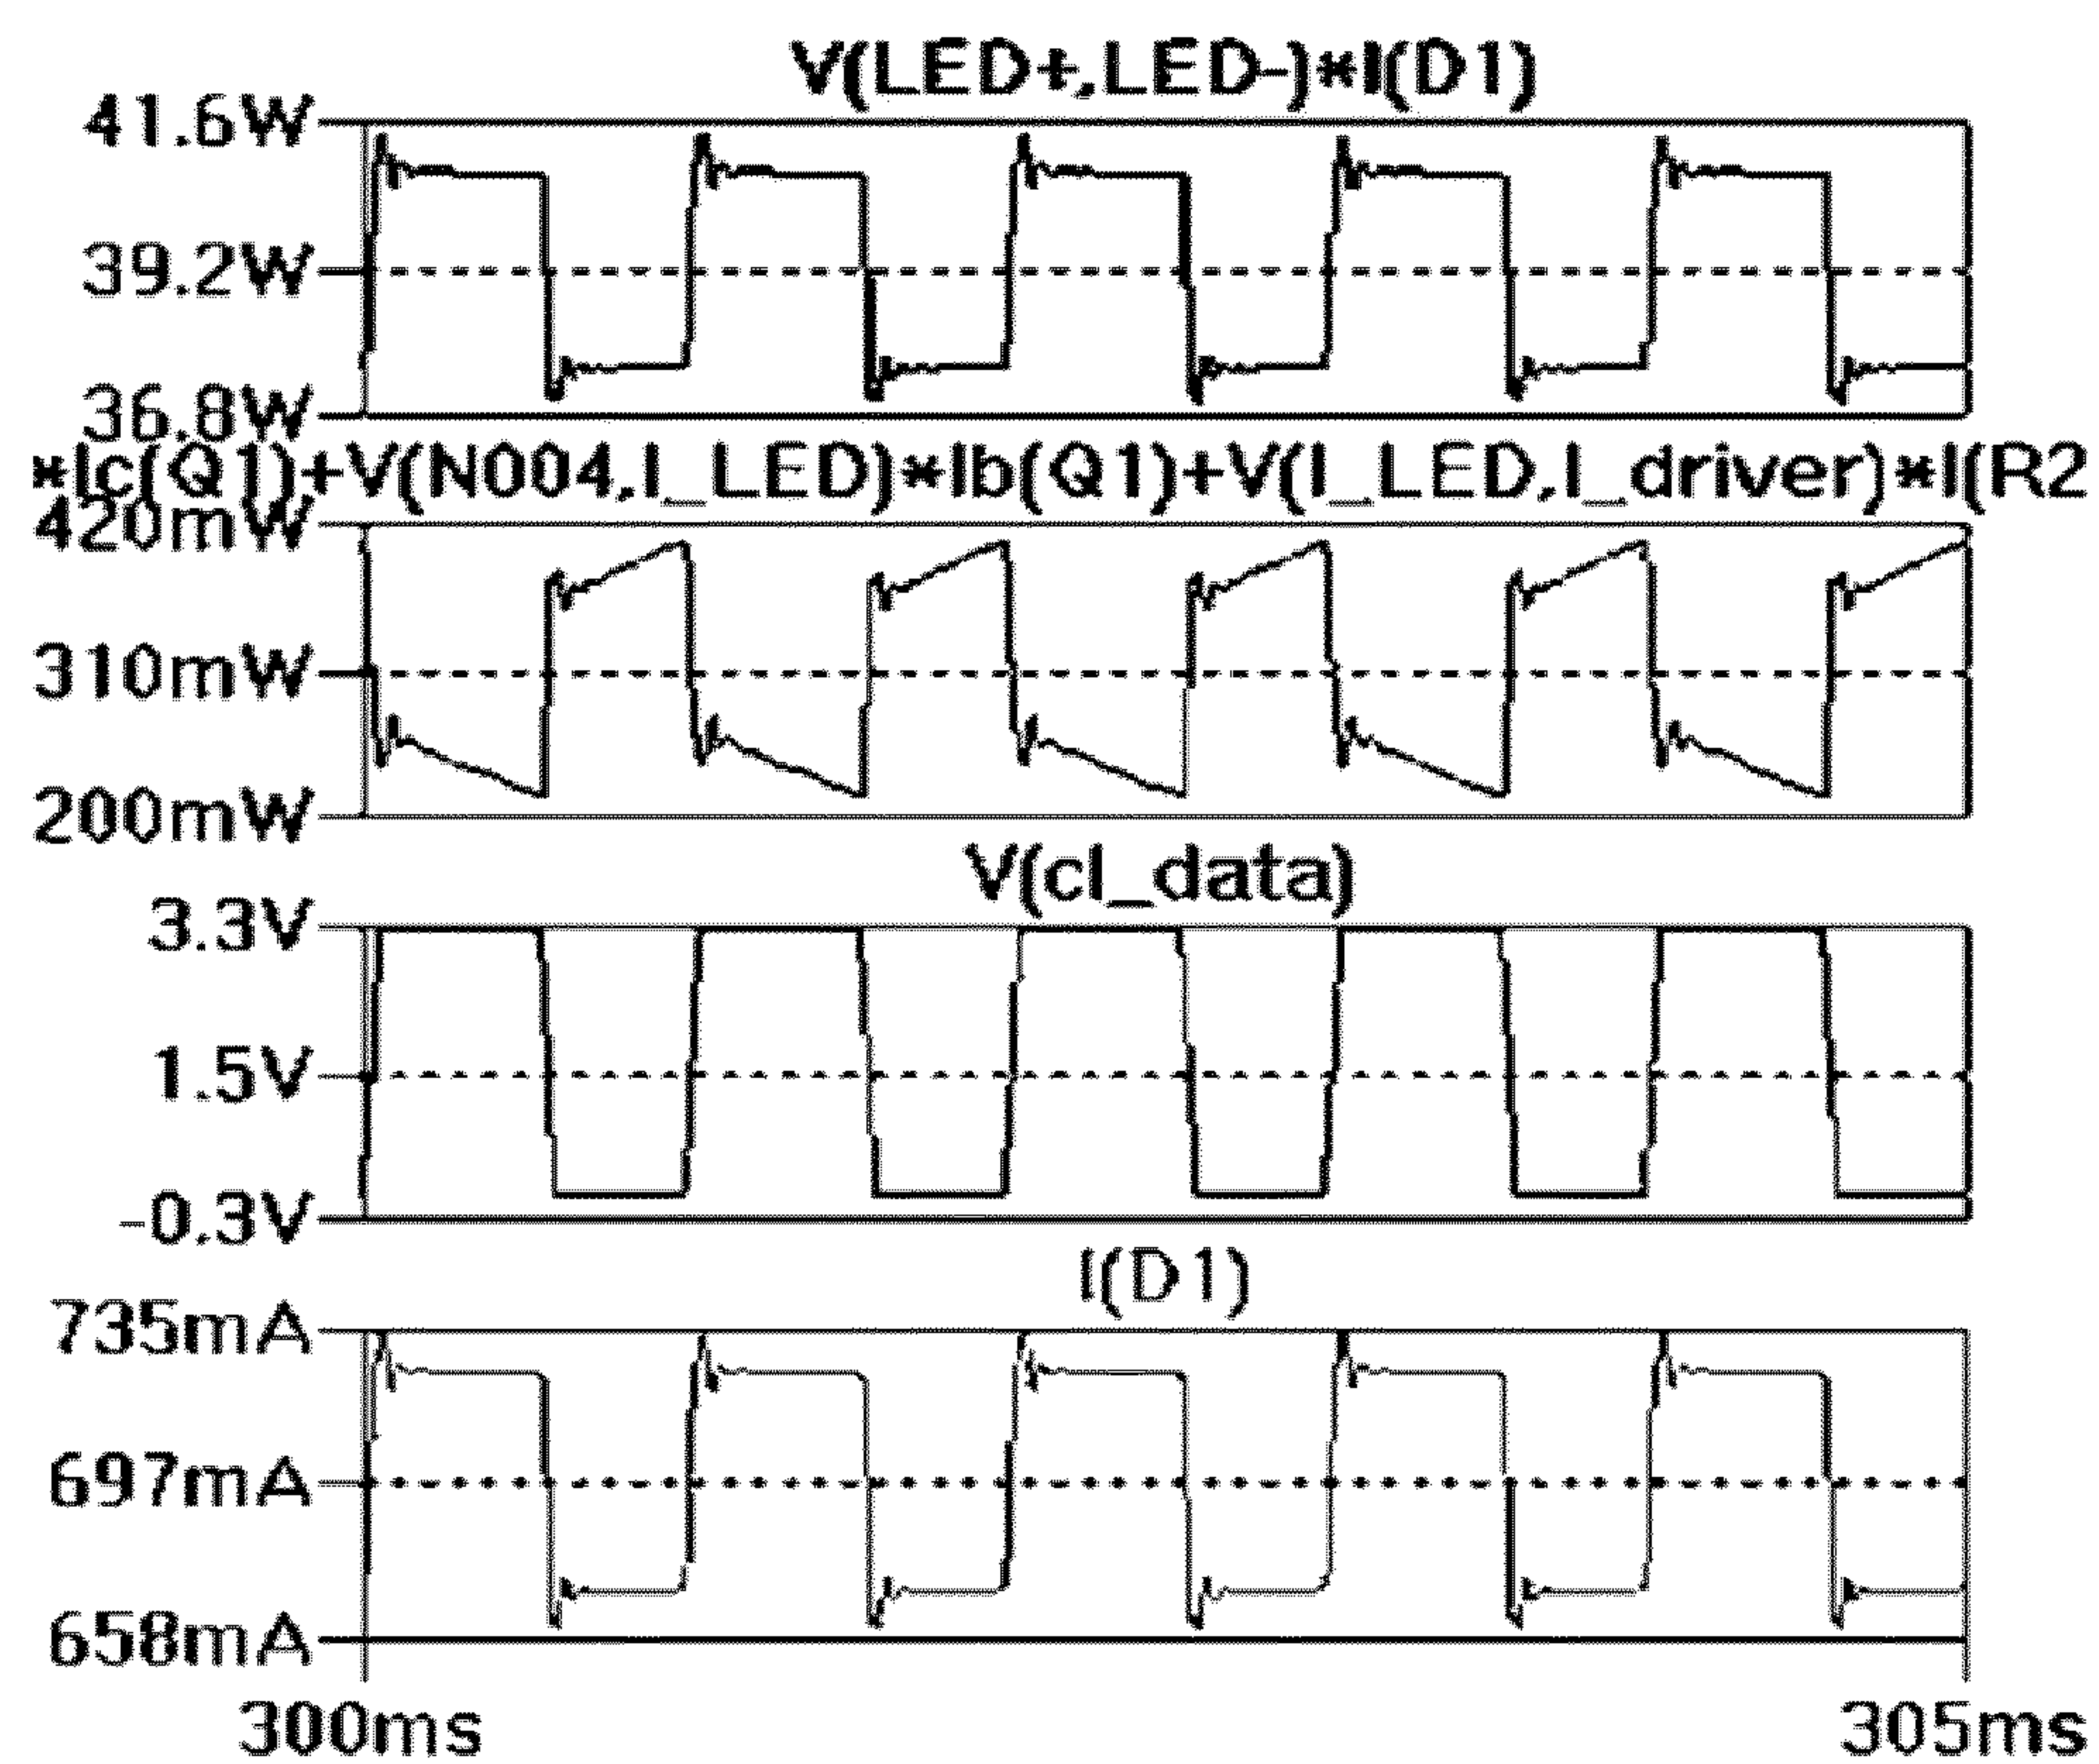 V(LED+,LED-)*I(D1)
41.6W
39.2W
36.8W
*Ic(Q1)+V(N004,I_LED)*Ib(Q1)+V(I_LED,I_driver)*I(R2
420mW
310mW
200mW
V(cl_data)
3.3V
1.5V
-0.3V
I(D1)
735mA
697mA
658mA
300ms 305ms